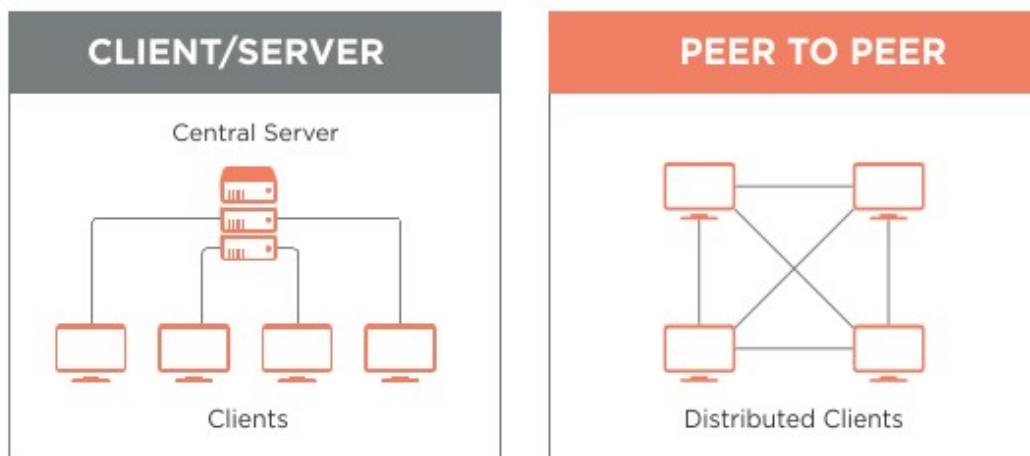 CLIENT/SERVER
Central Server
Clients
PEER TO PEER
Distributed Clients